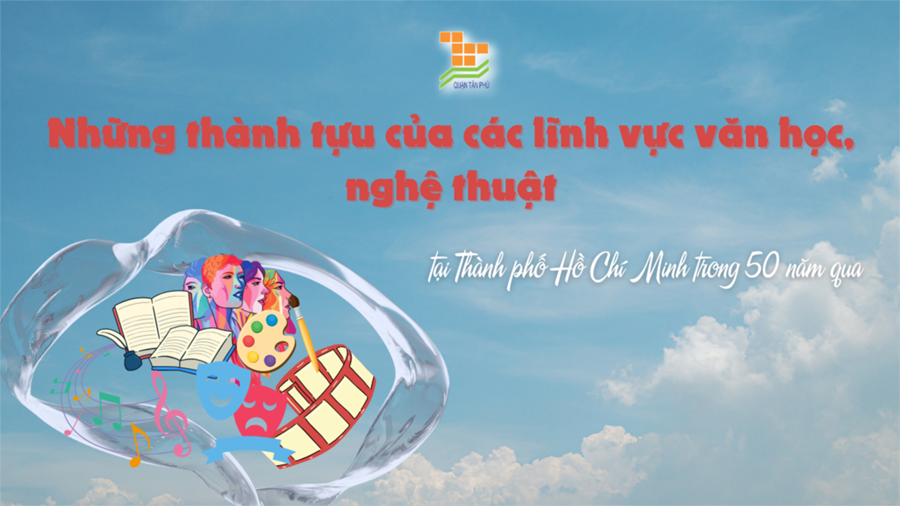 QUẬN TÂN PHÚ
Những thành tựu của các lĩnh vực văn học,
nghệ thuật
tại Thành phố Hồ Chí Minh trong 50 năm qua